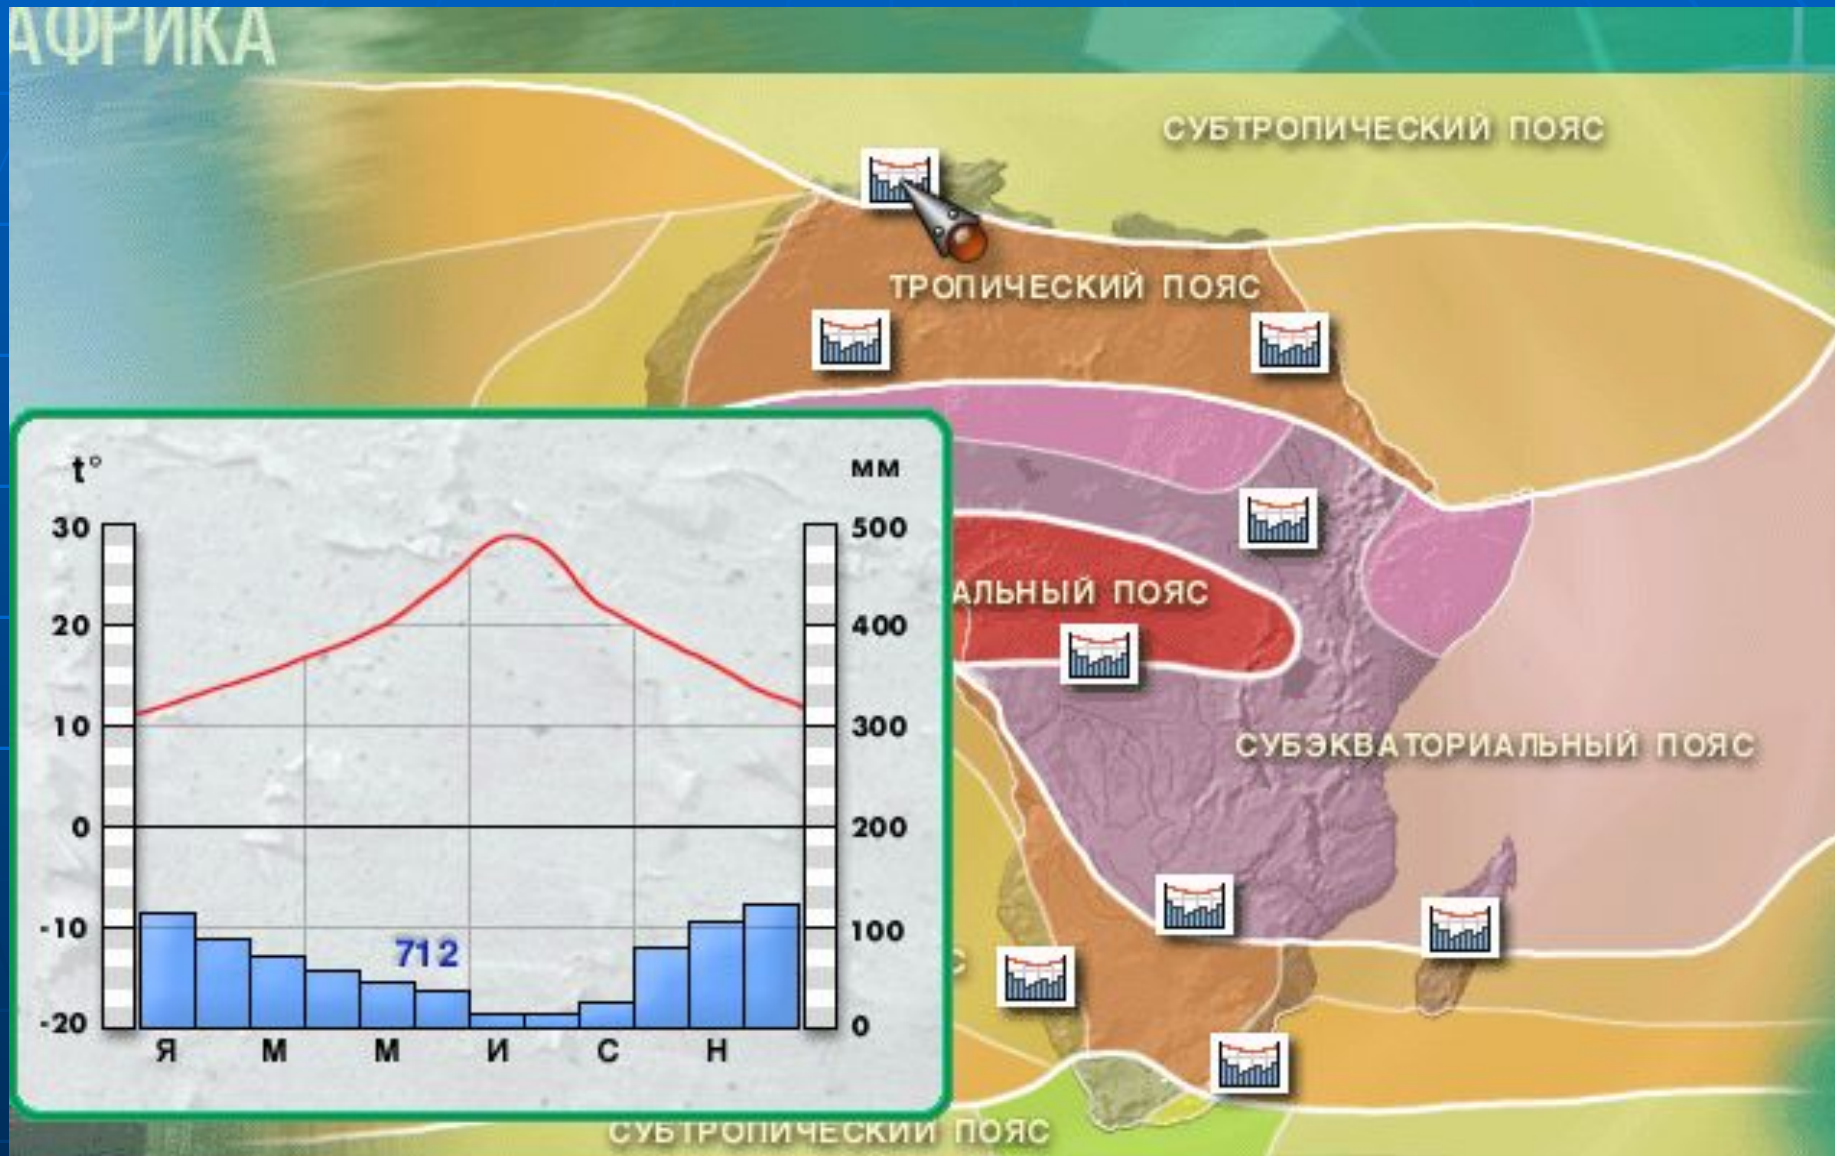 АФРИКА
СУБТРОПИЧЕСКИЙ ПОЯС
ТРОПИЧЕСКИЙ ПОЯС
АЛЬНЫЙ ПОЯС
СУБЭКВАТОРИАЛЬНЫЙ ПОЯС
С
СУБТРОПИЧЕСКИЙ ПОЯС
t° мм
30 500
20 400
10 300
0 200
-10 100
712
-20 0
Я М М И С Н